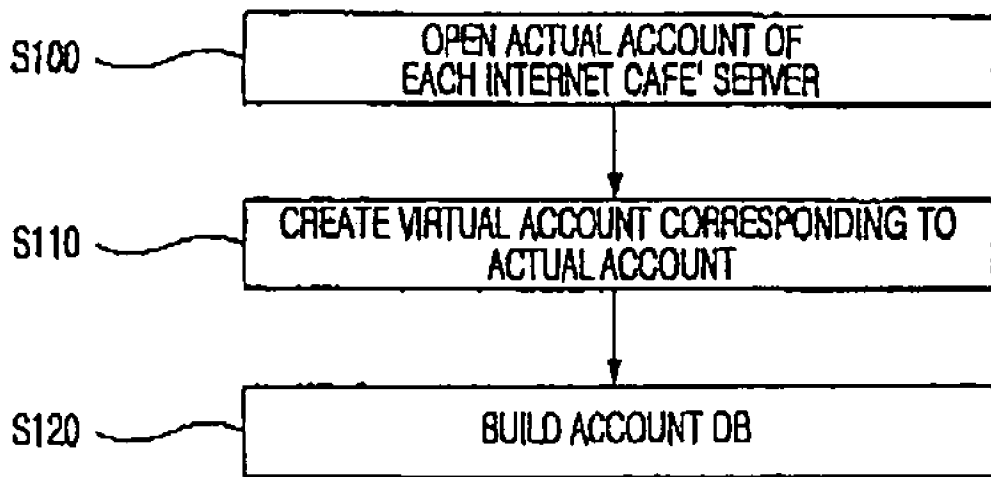 S100
OPEN ACTUAL ACCOUNT OF
EACH INTERNET CAFE' SERVER
S110
CREATE VIRTUAL ACCOUNT CORRESPONDING TO
ACTUAL ACCOUNT
S120
BUILD ACCOUNT DB